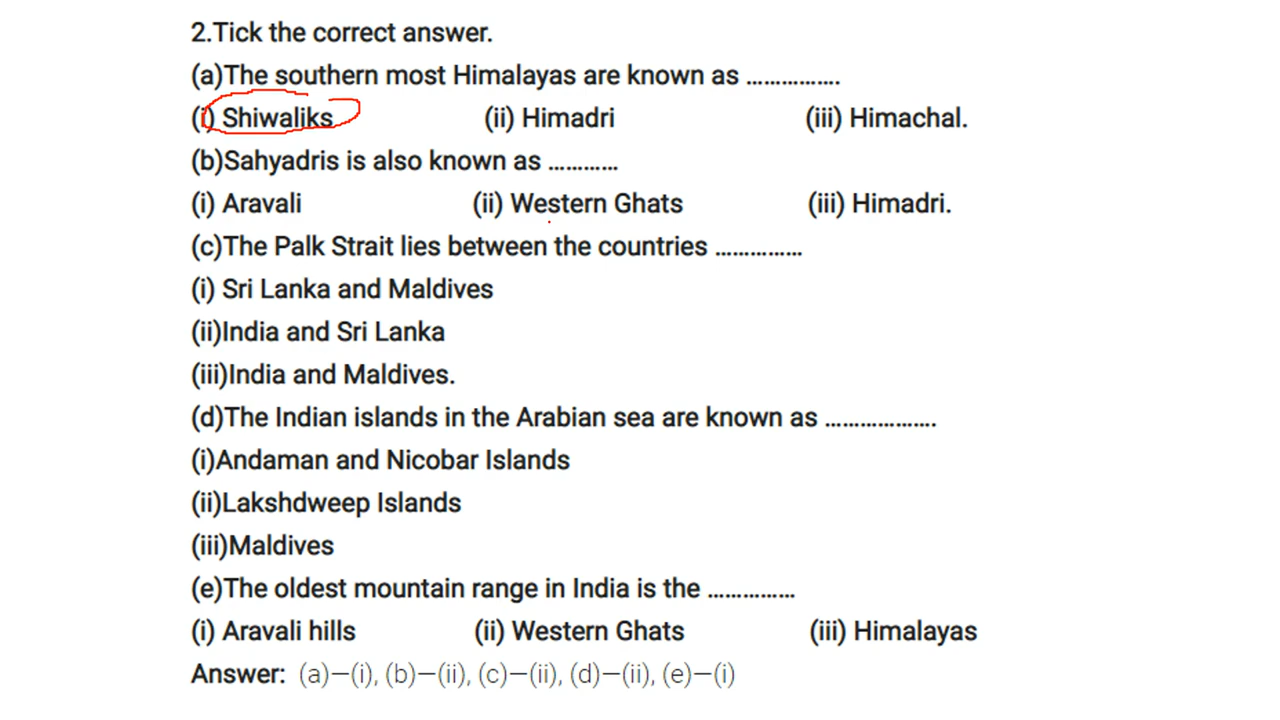 2.Tick the correct answer.
(a)The southern most Himalayas are known as ................
(i) Shiwaliks (ii) Himadri (iii) Himachal.
(b)Sahyadris is also known as ............
(i) Aravali (ii) Western Ghats (iii) Himadri.
(c)The Palk Strait lies between the countries ...............
(i) Sri Lanka and Maldives
(ii)India and Sri Lanka
(iii)India and Maldives.
(d)The Indian islands in the Arabian sea are known as ...................
(i)Andaman and Nicobar Islands
(ii)Lakshdweep Islands
(iii)Maldives
(e)The oldest mountain range in India is the ...............
(i) Aravali hills (ii) Western Ghats (iii) Himalayas
Answer: (a)—(i), (b)—(ii), (c)—(ii), (d)—(ii), (e)—(i)